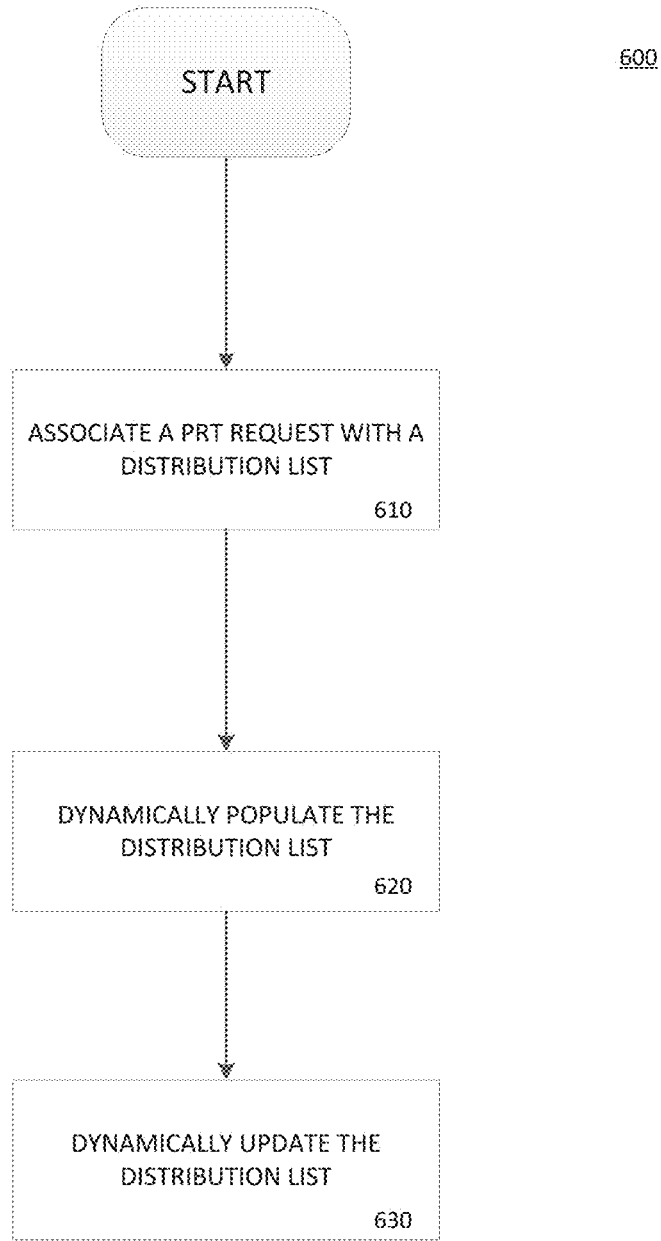 START
600
ASSOCIATE A PRT REQUEST WITH A
DISTRIBUTION LIST
610
DYNAMICALLY POPULATE THE
DISTRIBUTION LIST
620
DYNAMICALLY UPDATE THE
DISTRIBUTION LIST
630